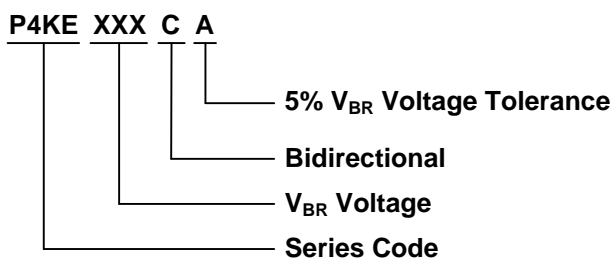 P4KE XXX C A
5% VBR Voltage Tolerance
Bidirectional
VBR Voltage
Series Code